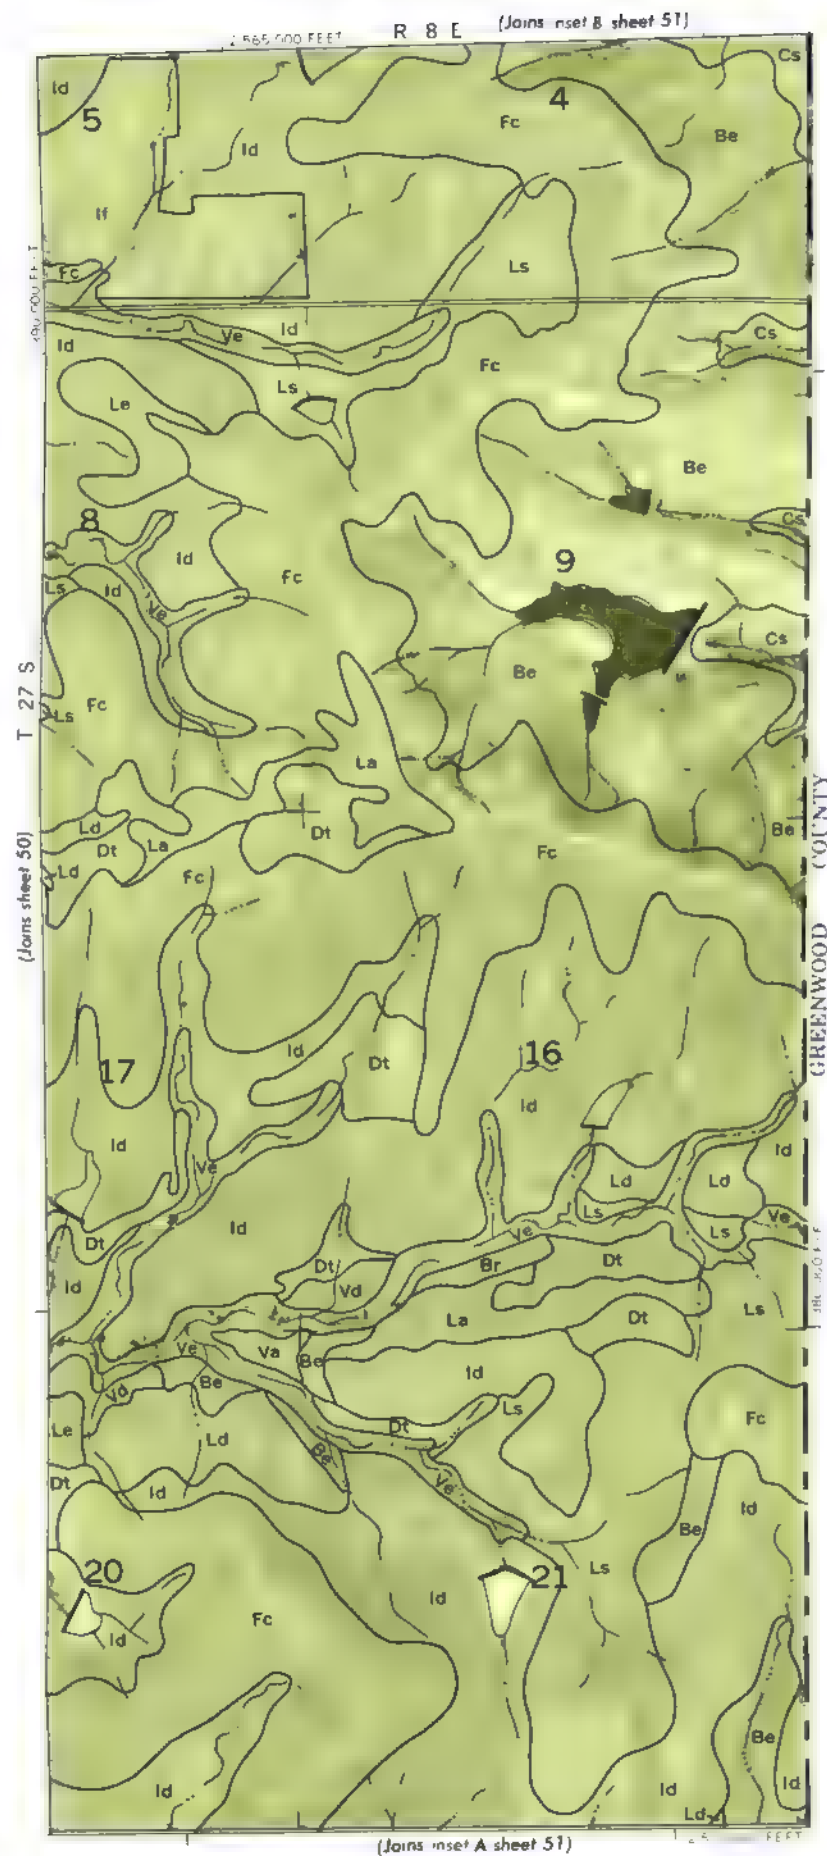 R 8 E
(Joins inset B sheet 51)
FEET
Cs
Id
5
4
Fc
Be
Id
If
Fc
Ls
Id
Ve
Cs
Id
Fc
Ls
Le
Be
8
Cs
Id
9
Fc
Ls
Id
Ve
Cs
Be
T 27 S
Fc
Ls
La
COUNTY
Ld
Dt
Be
Dt
La
Fc
Ld
Fc
(Joins sheet 50)
GREENWOOD
Id
16
Dt
17
Id
Id
Id
Ve
Ld
Ld
Ls
Ve
Id
Ve
Ls
Dt
Dt
Br
Dt
Id
Vd
Ls
La
Dt
Ve
Va
Be
Id
Vd
Be
Ls
Fc
Dt
Le
Ld
Be
Dt
Id
Ve
Id
Be
20
21
Ls
Id
Fc
Id
Be
Id
Id
Id
Ld
FEET
(Joins inset A sheet 51)